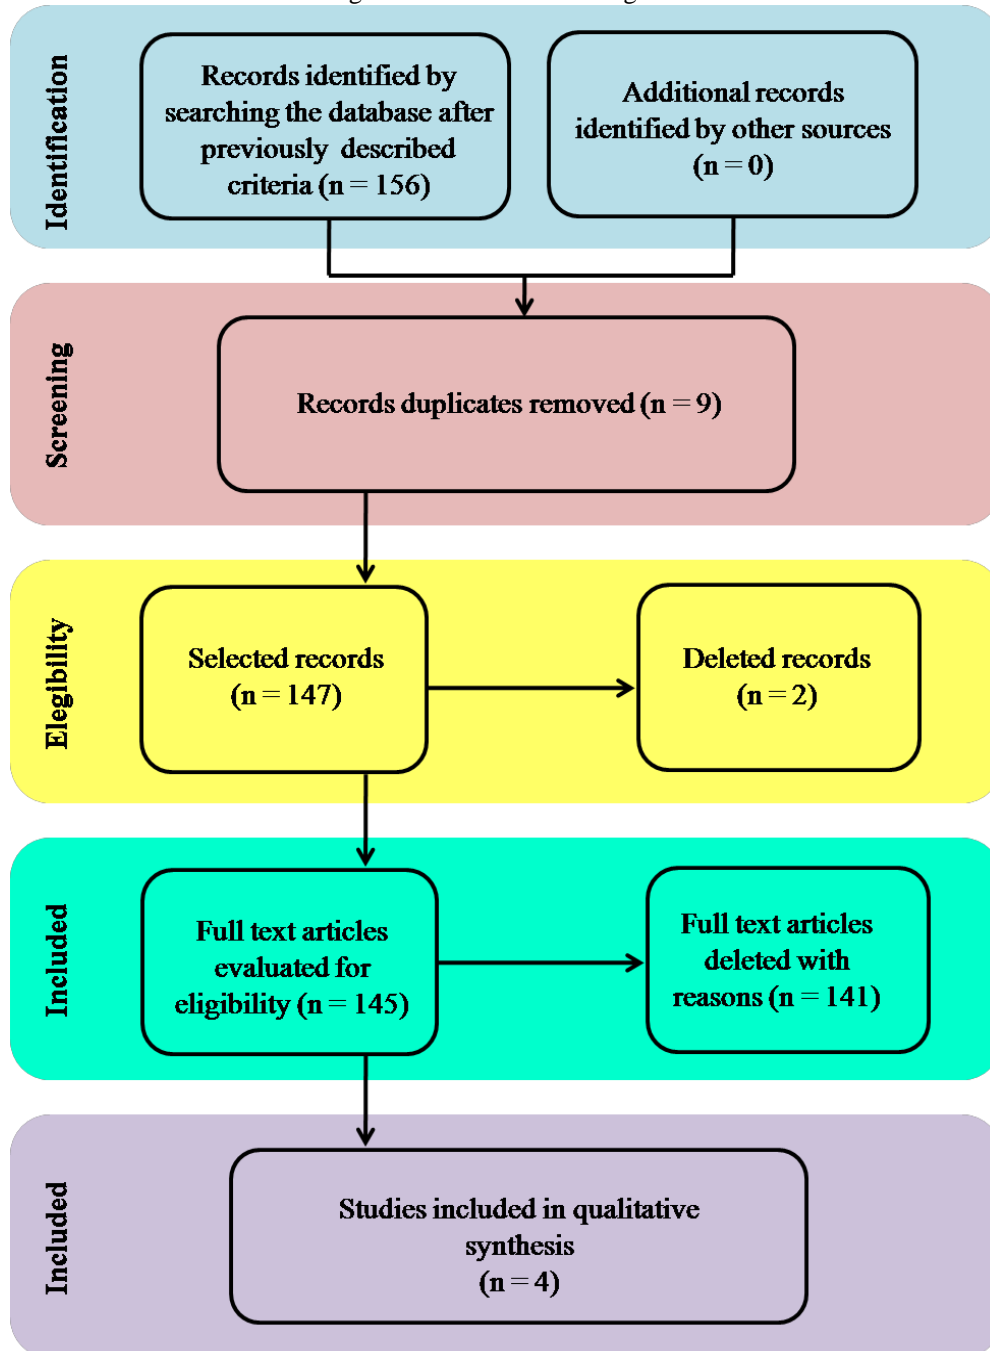 Identification
Records identified by
searching the database after
previously described
criteria (n = 156)
Additional records
identified by other sources
(n = 0)
Screening
Records duplicates removed (n = 9)
Elegibility
Selected records
(n = 147)
Deleted records
(n = 2)
Included
Full text articles
evaluated for
eligibility (n = 145)
Full text articles
deleted with
reasons (n = 141)
Included
Studies included in qualitative
synthesis
(n = 4)